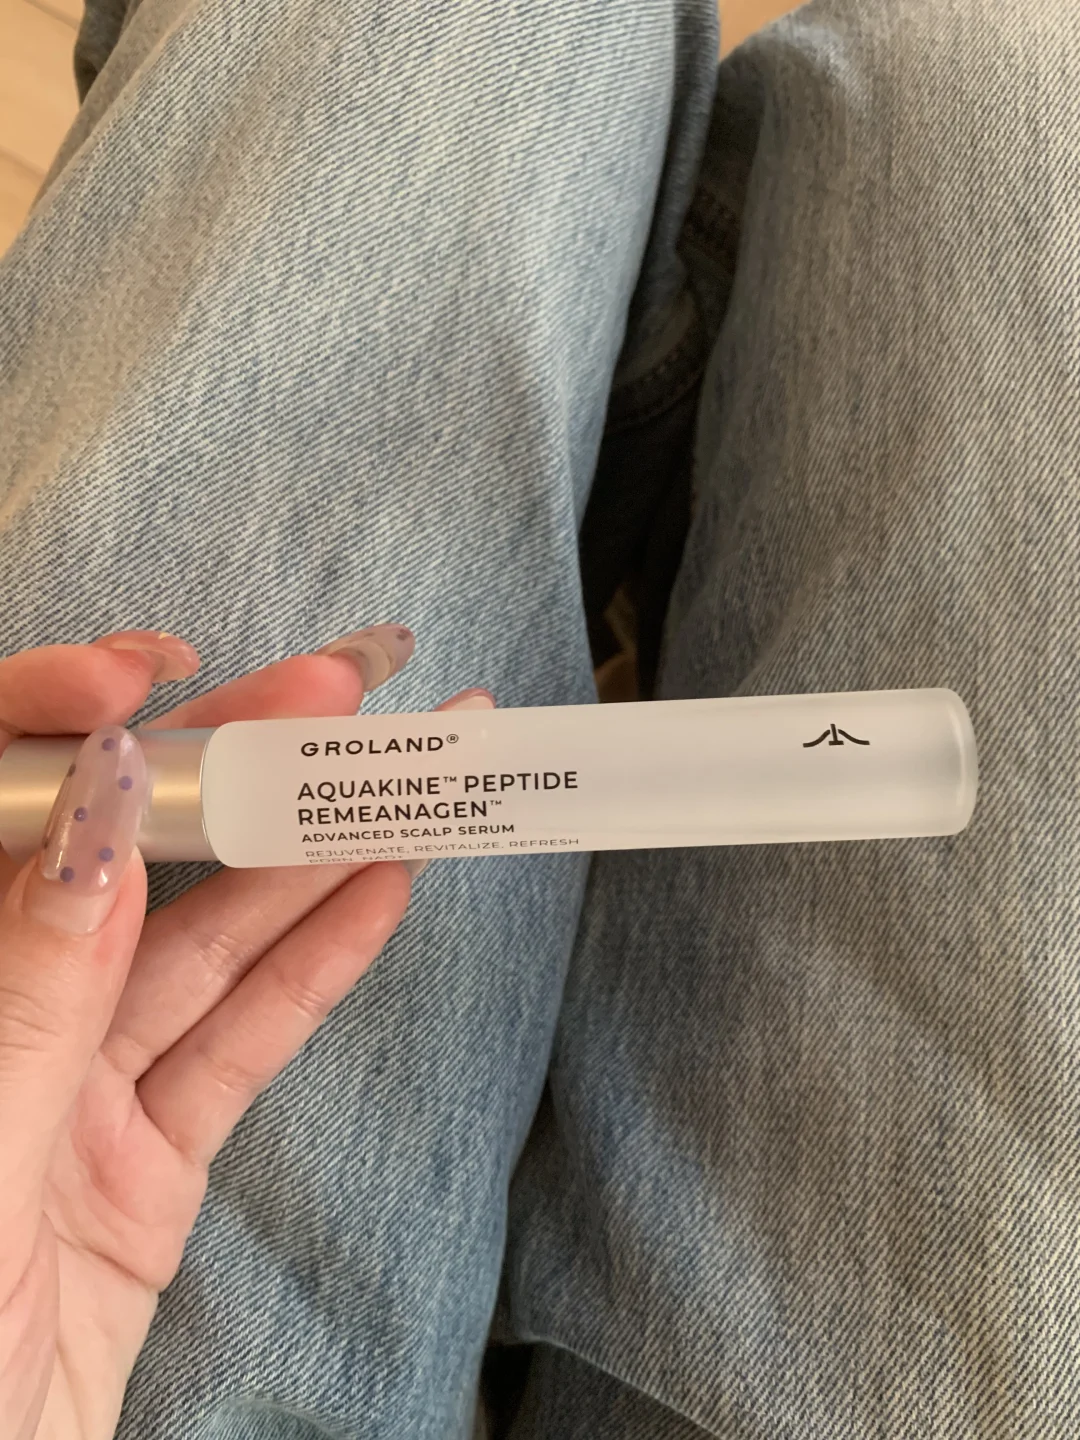 GROLAND®
AQUAKINE™ PEPTIDE
REMEANAGEN™
ADVANCED SCALP SERUM
REJUVENATE, REVITALIZE, REFRESH